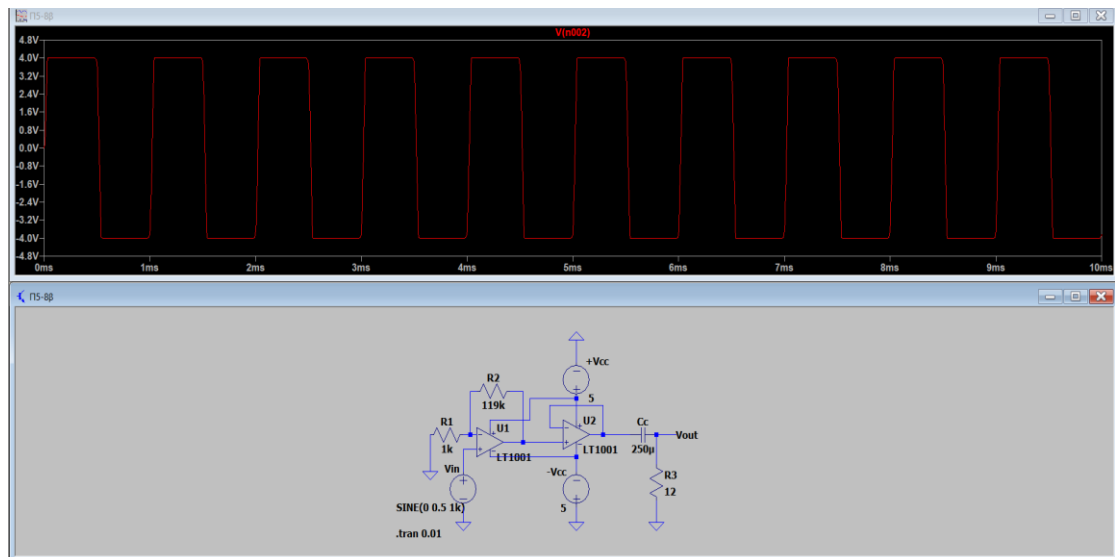 Π5-8β
V(n002)
4.8V
4.0V
3.2V
2.4V
1.6V
0.8V
0.0V
-0.8V
-1.6V
-2.4V
-3.2V
-4.0V
-4.8V
0ms 1ms 2ms 3ms 4ms 5ms 6ms 7ms 8ms 9ms 10ms
Π5-8β
+Vcc
5
R2
119k
R1
1k
U1
LT1001
U2
LT1001
Cc
250µ
Vout
R3
12
Vin
-Vcc
5
SINE(0 0.5 1k)
.tran 0.01